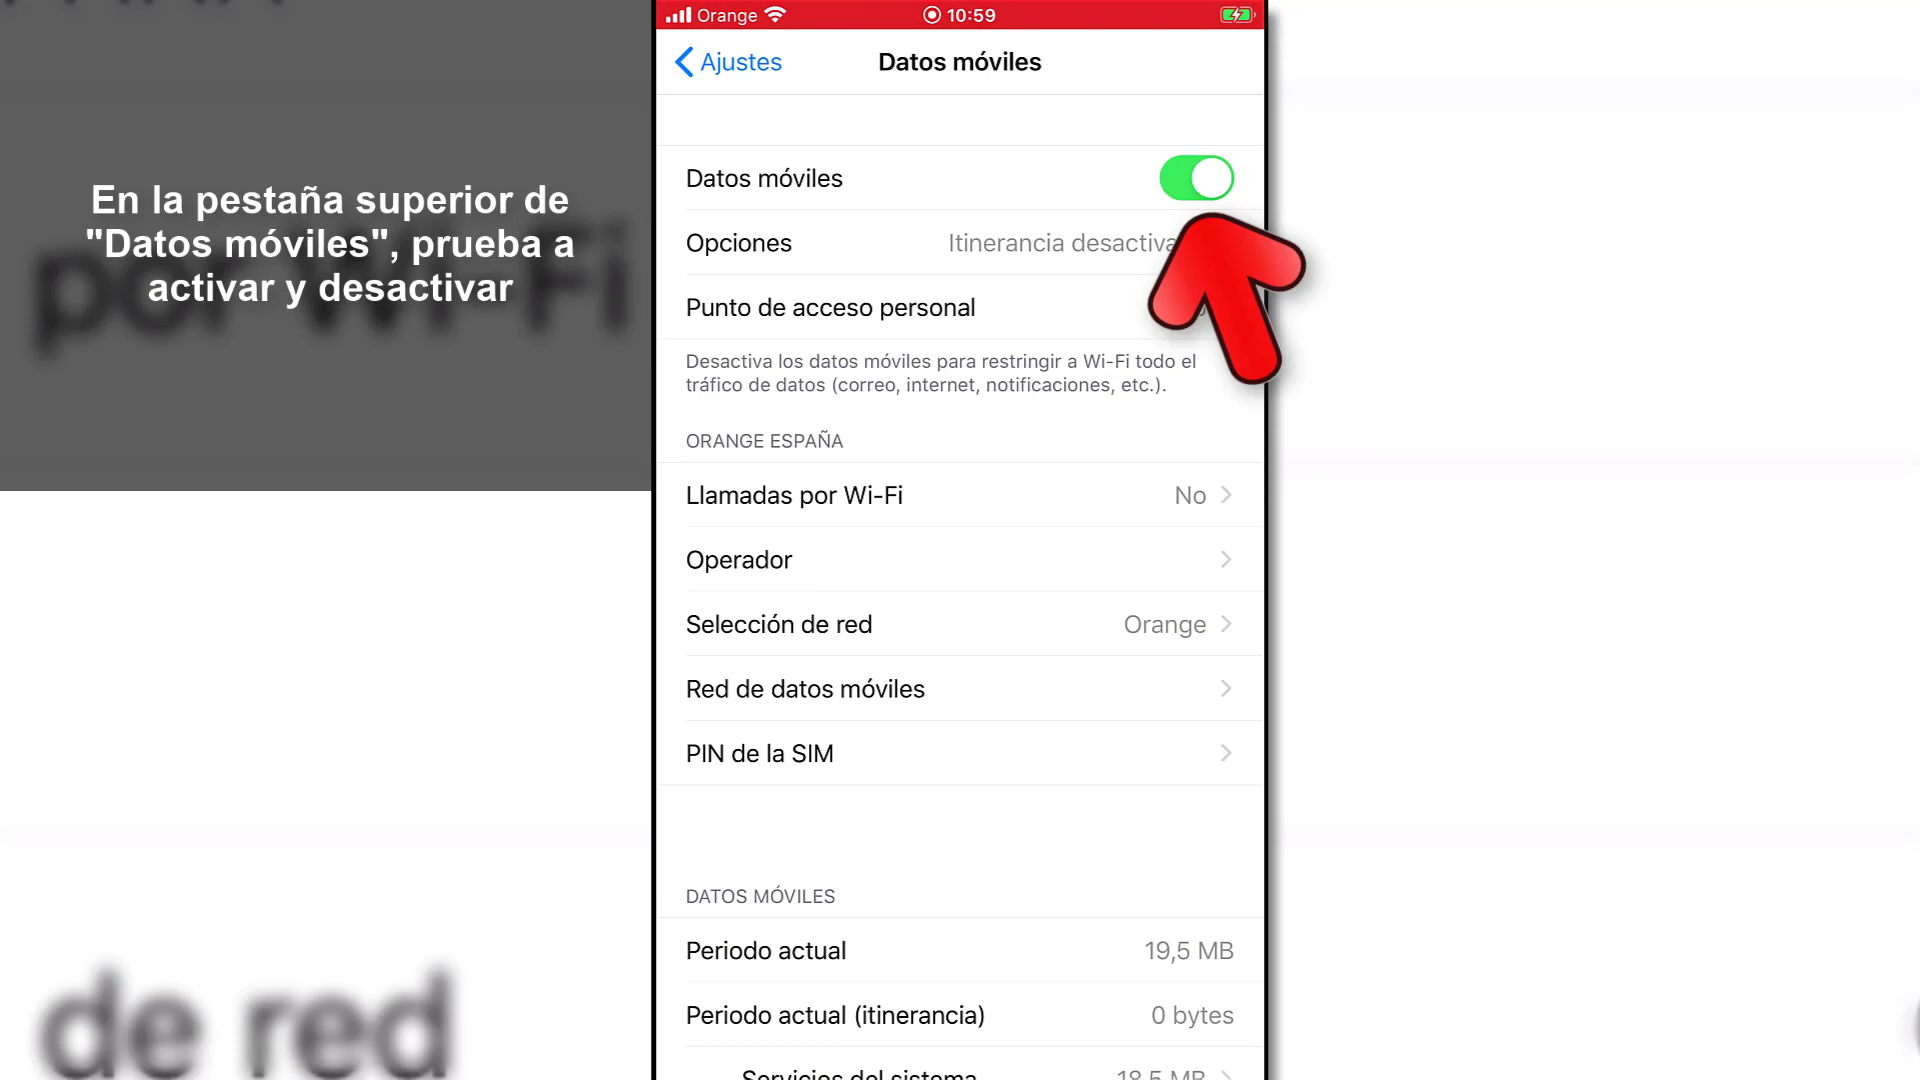 Orange
10:59
Ajustes
Datos móviles
En la pestaña superior de
"Datos móviles", prueba a
activar y desactivar
Datos móviles
Opciones
Itinerancia desactiva
Punto de acceso personal
Desactiva los datos móviles para restringir a Wi-Fi todo el
tráfico de datos (correo, internet, notificaciones, etc.).
ORANGE ESPAÑA
Llamadas por Wi-Fi
No
Operador
Selección de red
Orange
Red de datos móviles
PIN de la SIM
DATOS MÓVILES
Periodo actual
19,5 MB
Periodo actual (itinerancia)
0 bytes
Servicios del sistema
18,5 MB
por Wi-Fi
de red